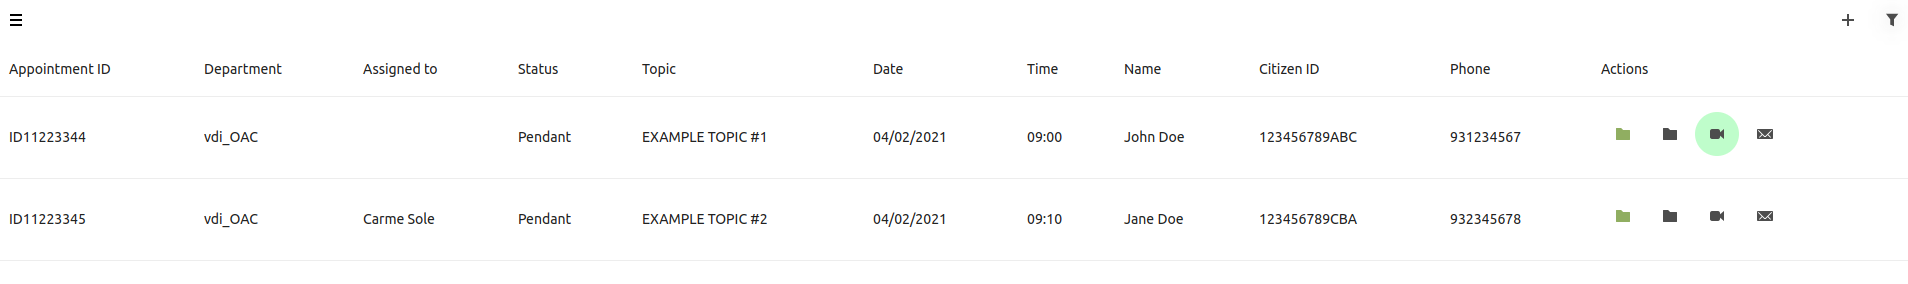 Appointment ID Department Assigned to Status Topic Date Time Name Citizen ID Phone Actions
ID11223344 vdi_OAC Pendant EXAMPLE TOPIC #1 04/02/2021 09:00 John Doe 123456789ABC 931234567
ID11223345 vdi_OAC Carme Sole Pendant EXAMPLE TOPIC #2 04/02/2021 09:10 Jane Doe 123456789CBA 932345678